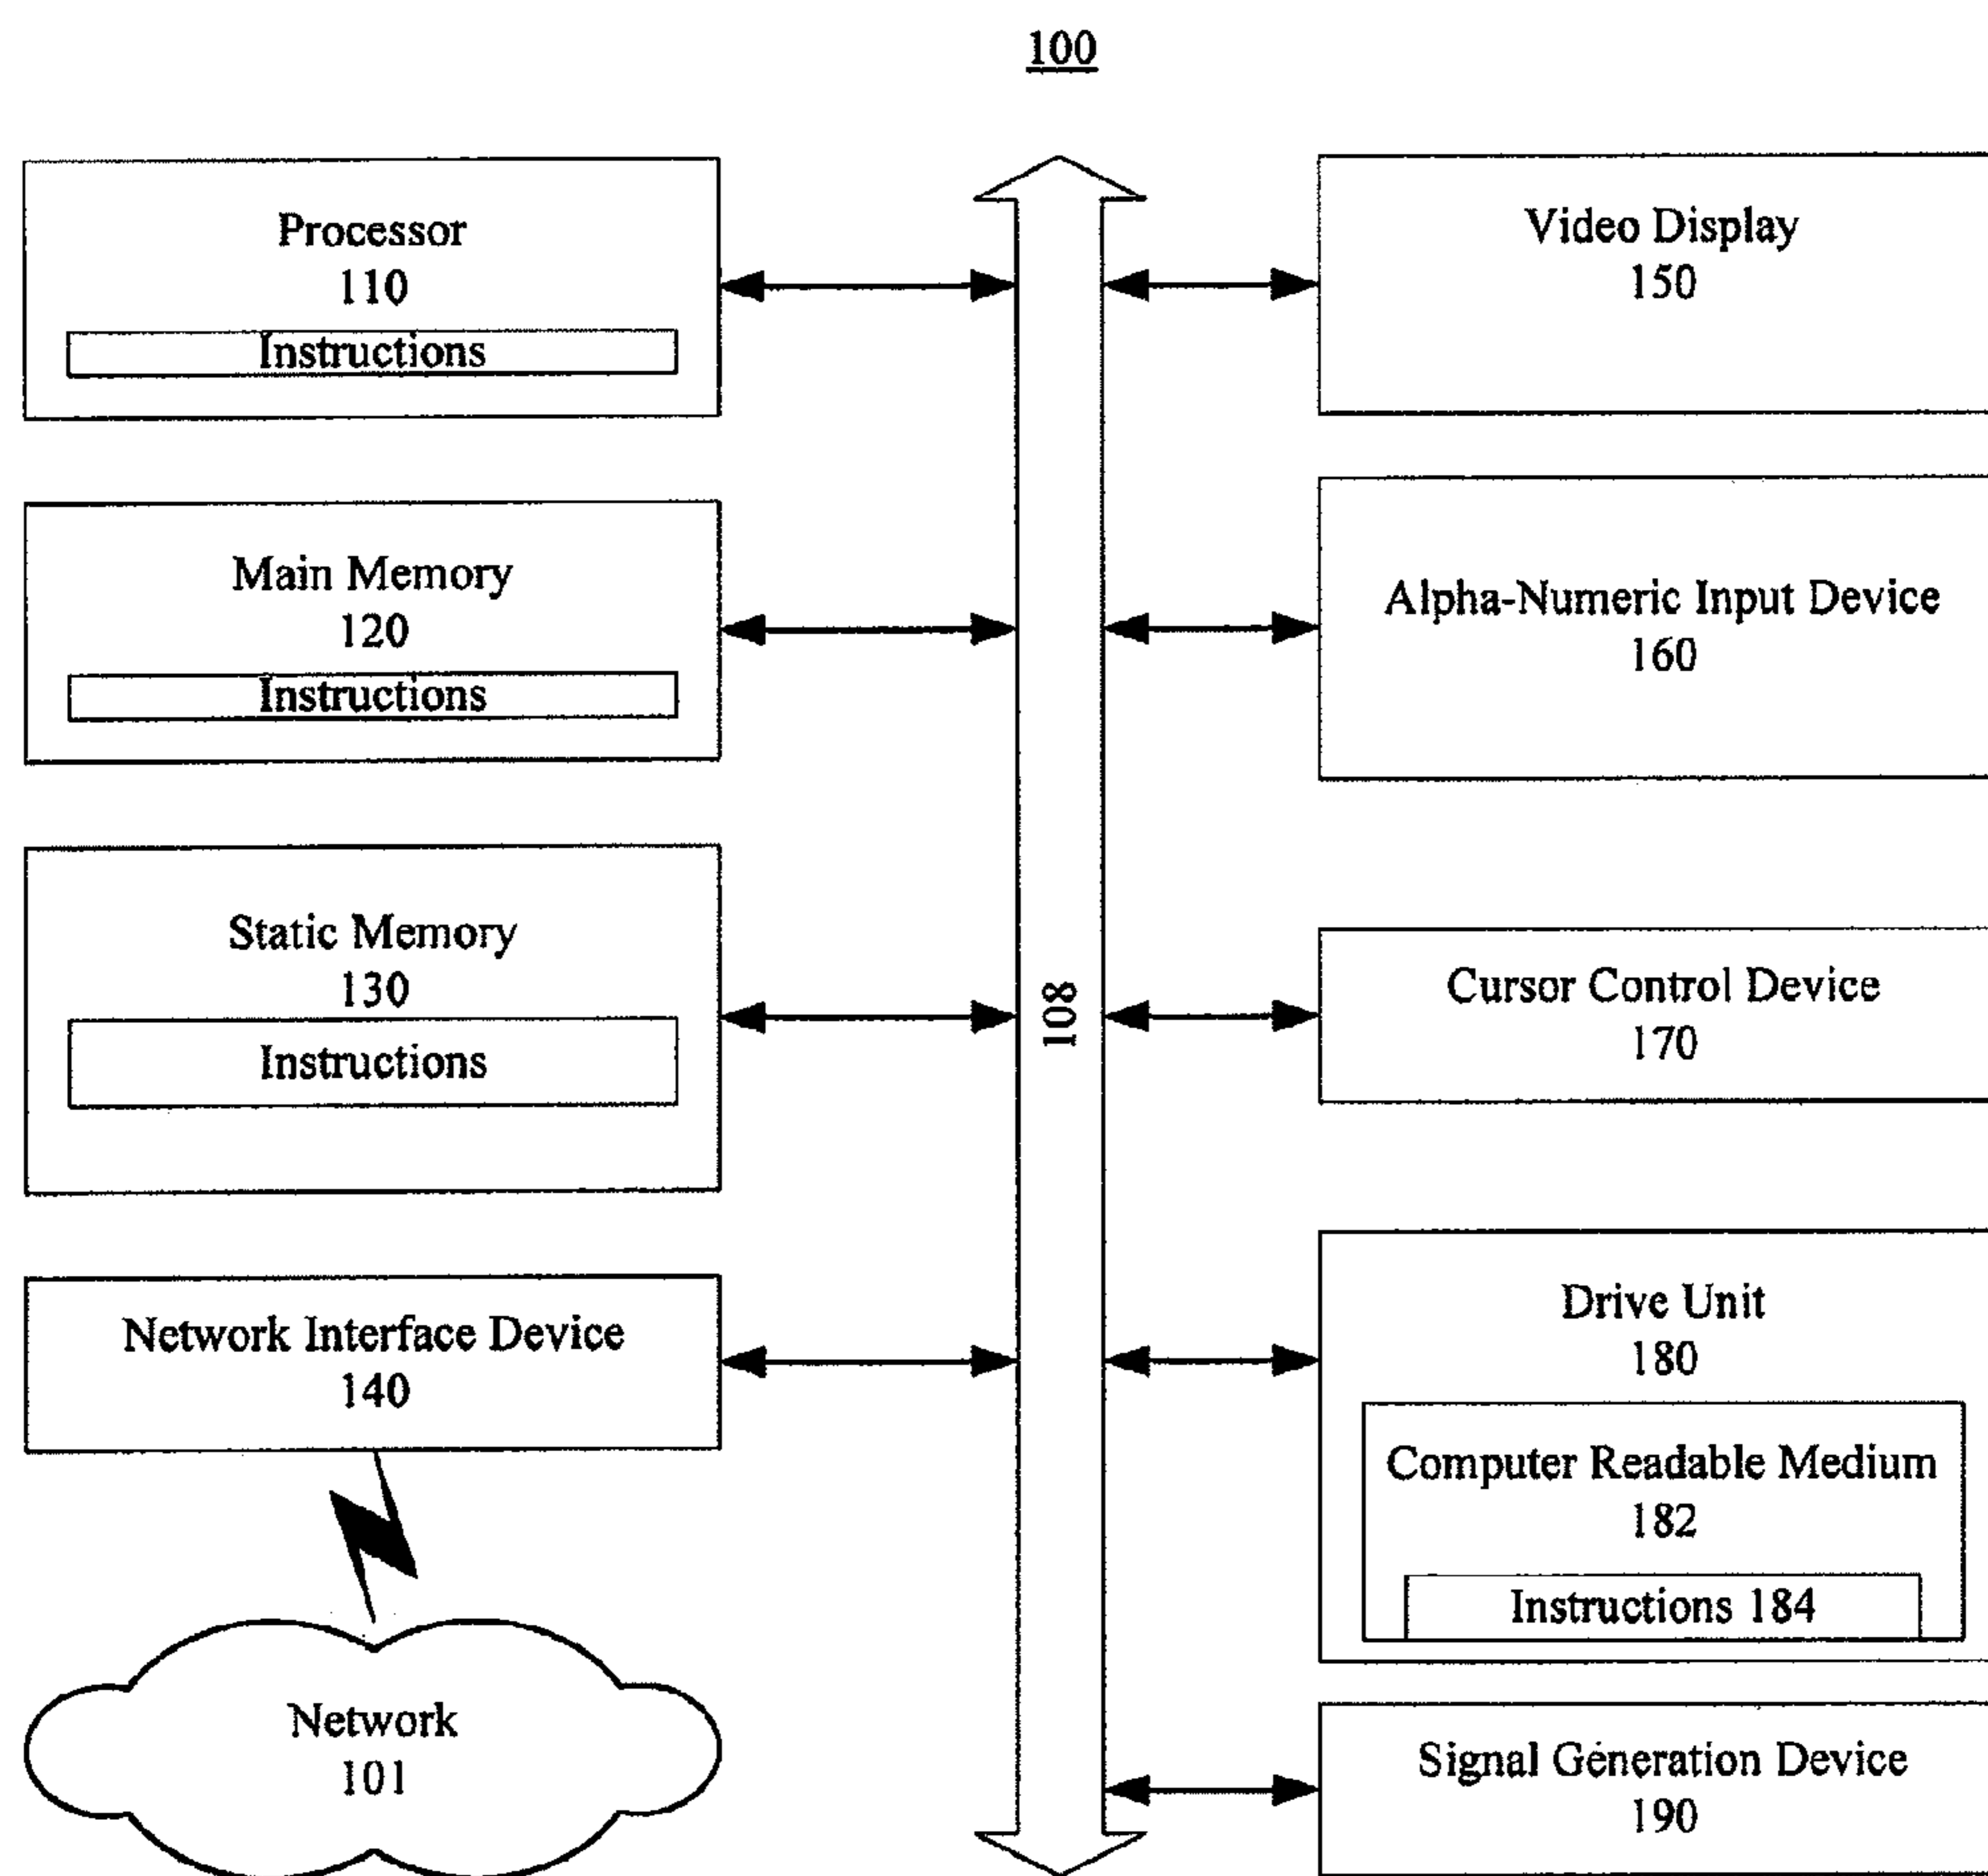 100
Processor
110
Instructions
Main Memory
120
Instructions
Static Memory
130
Instructions
Network Interface Device
140
Network
101
108
Video Display
150
Alpha-Numeric Input Device
160
Cursor Control Device
170
Drive Unit
180
Computer Readable Medium
182
Instructions 184
Signal Generation Device
190